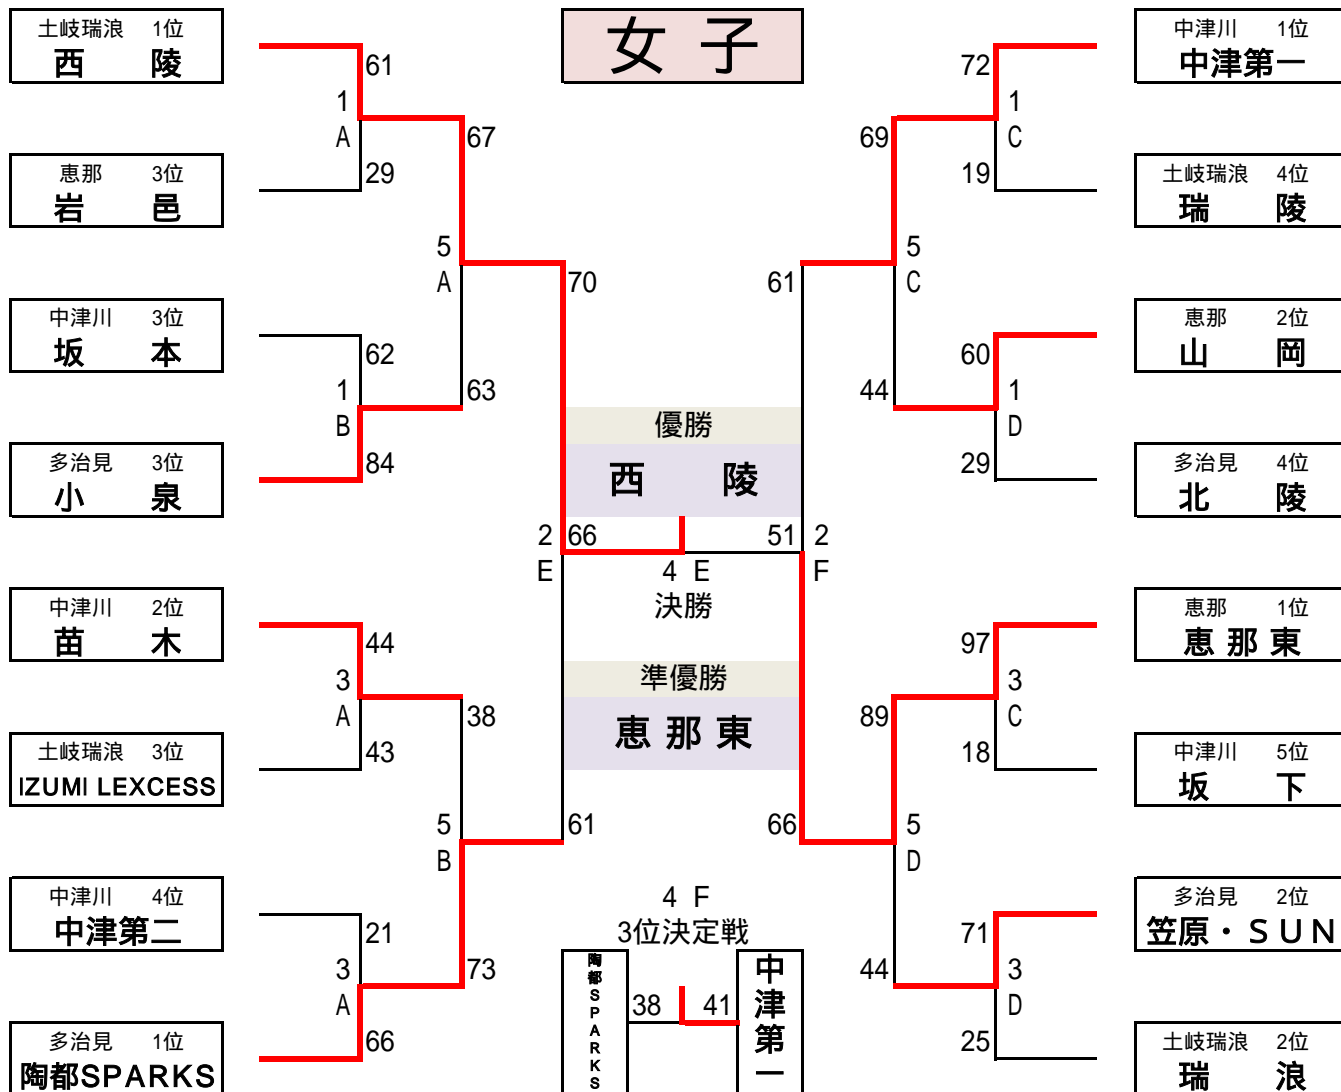 女 子
土岐瑞浪 1位
西 陵
61
1
A
29
恵那 3位
岩 邑
67
5
A
63
中津川 3位
坂 本
62
1
B
84
多治見 3位
小 泉
70
2
E
61
中津川 2位
苗 木
44
3
A
43
土岐瑞浪 3位
IZUMI LEXCESS
38
5
B
73
中津川 4位
中津第二
21
3
A
66
多治見 1位
陶都SPARKS
優勝
西 陵
66
51
4 E
決勝
準優勝
恵 那 東
4 F
3位決定戦
陶都SPARKS
38
41
中津第一
中津川 1位
中津第一
72
1
C
19
土岐瑞浪 4位
瑞 陵
69
5
C
44
恵那 2位
山 岡
60
1
D
29
多治見 4位
北 陵
61
2
F
66
恵那 1位
恵 那 東
97
3
C
18
中津川 5位
坂 下
89
5
D
44
多治見 2位
笠原・ＳＵＮ
71
3
D
25
土岐瑞浪 2位
瑞 浪